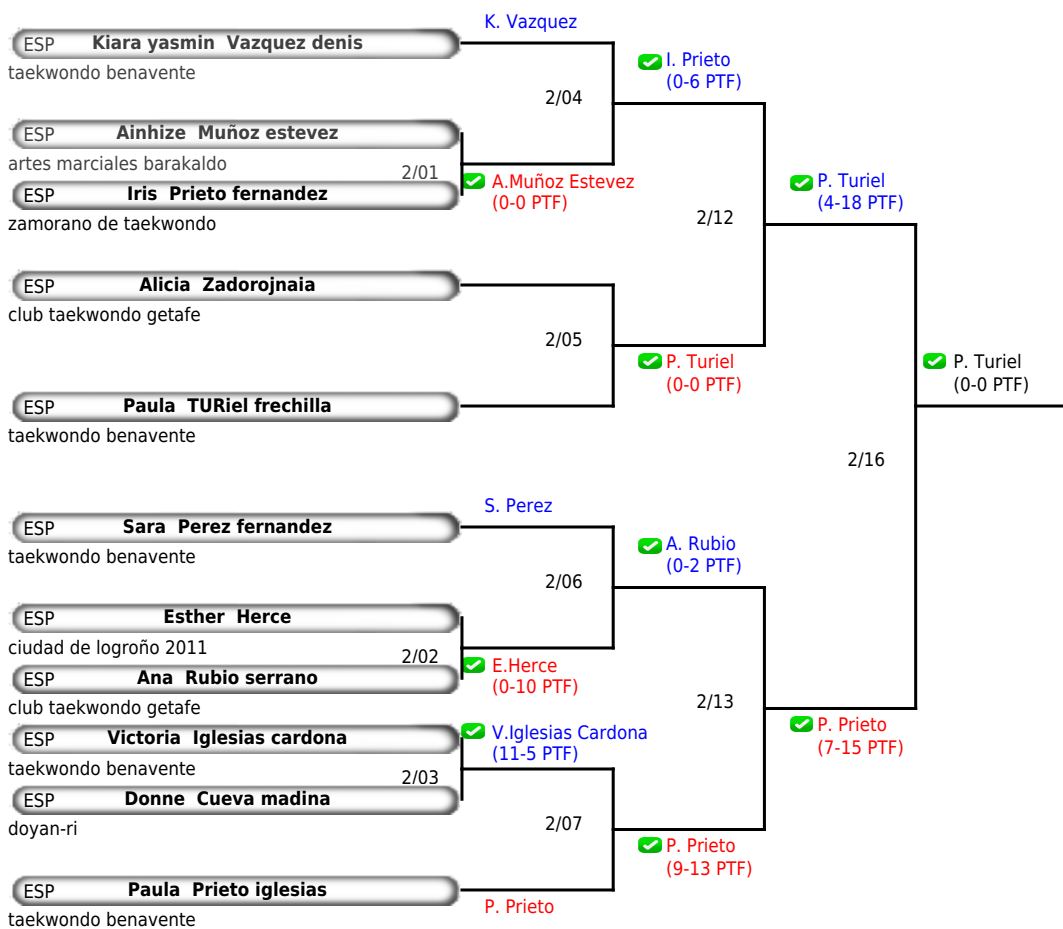 K. Vazquez
ESP Kiara yasmin Vazquez denis
taekwondo benavente
I. Prieto
(0-6 PTF)
2/04
ESP Ainhize Muñoz estevez
artes marciales barakaldo
2/01
A.Muñoz Estevez
(0-0 PTF)
ESP Iris Prieto fernandez
zamorano de taekwondo
P. Turiel
(4-18 PTF)
2/12
ESP Alicia Zadorojnaia
club taekwondo getafe
2/05
P. Turiel
(0-0 PTF)
P. Turiel
(0-0 PTF)
ESP Paula TURiel frechilla
taekwondo benavente
2/16
S. Perez
ESP Sara Perez fernandez
taekwondo benavente
A. Rubio
(0-2 PTF)
2/06
ESP Esther Herce
ciudad de logroño 2011
2/02
E.Herce
(0-10 PTF)
ESP Ana Rubio serrano
club taekwondo getafe
2/13
P. Prieto
(7-15 PTF)
ESP Victoria Iglesias cardona
taekwondo benavente
V.Iglesias Cardona
(11-5 PTF)
2/03
ESP Donne Cueva madina
doyan-ri
2/07
P. Prieto
(9-13 PTF)
ESP Paula Prieto iglesias
taekwondo benavente
P. Prieto